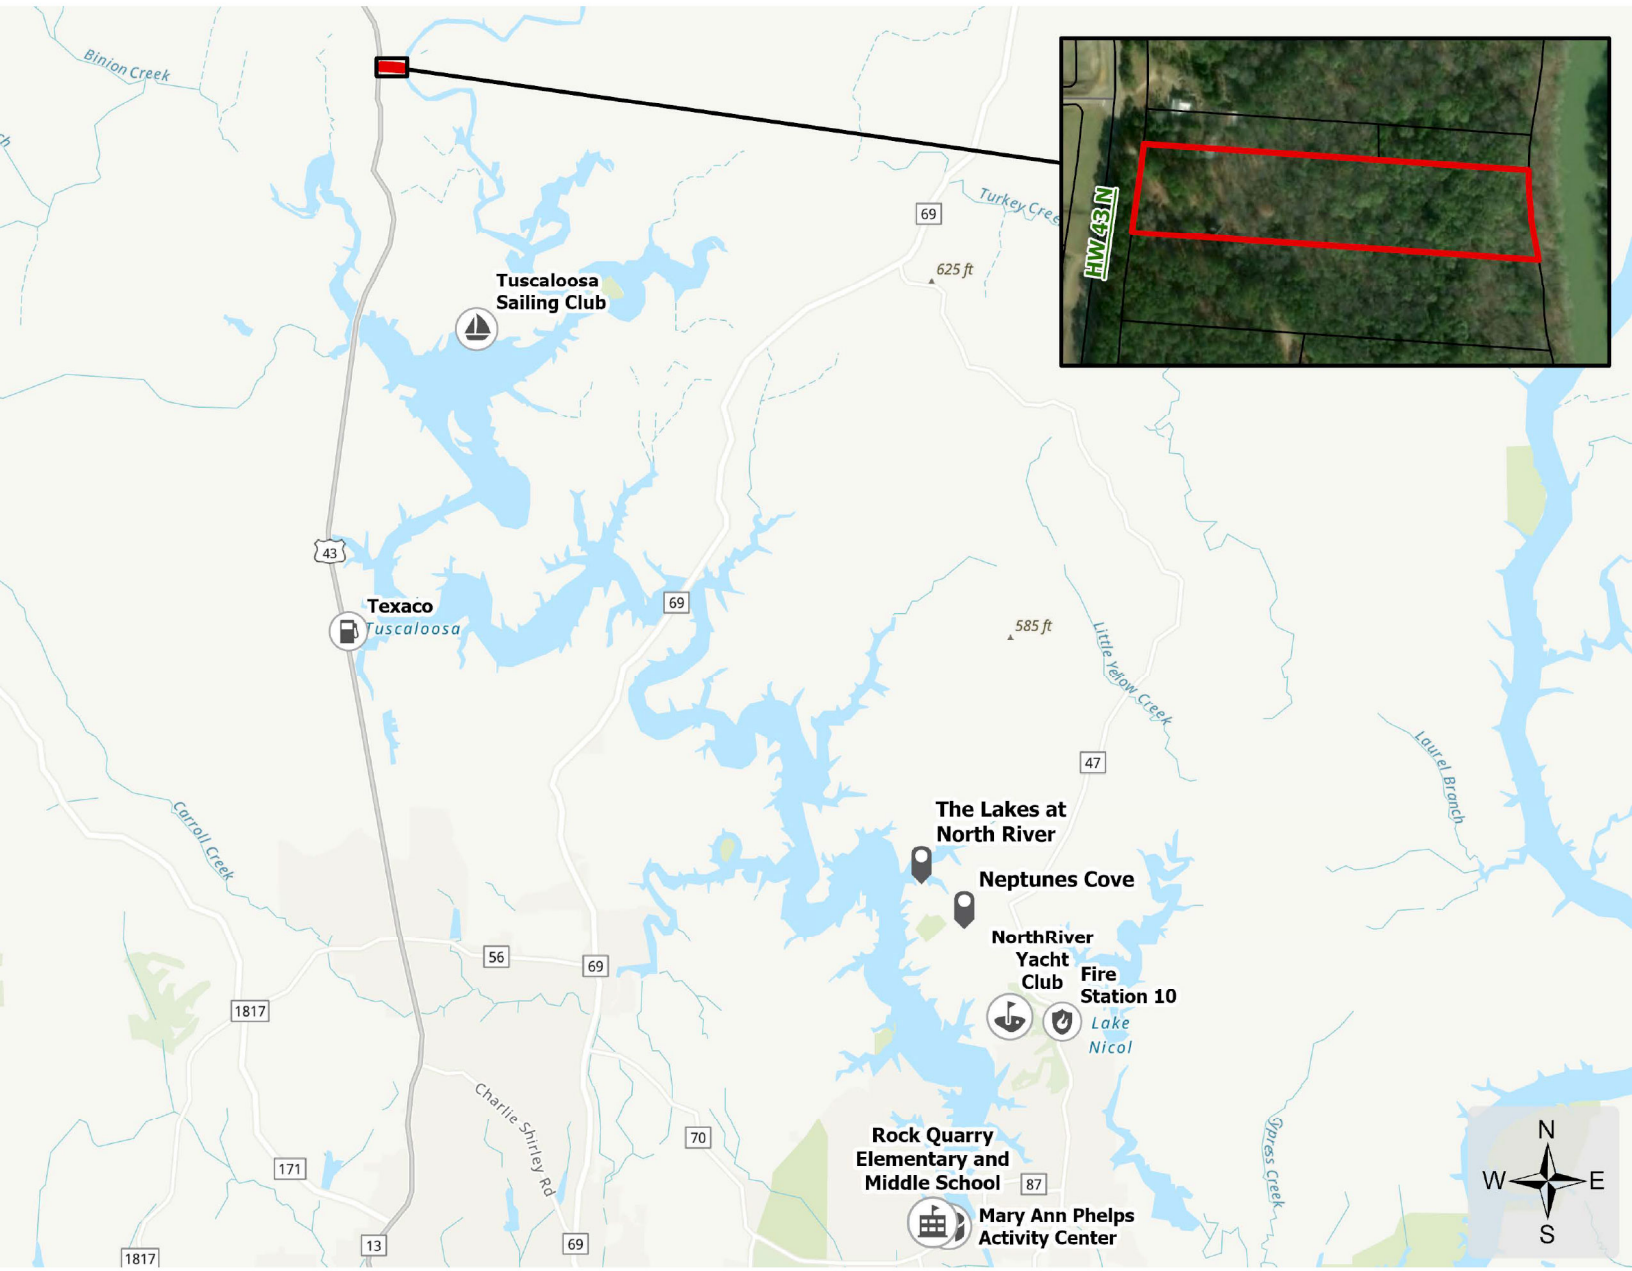 Binion Creek
ch
69
Turkey Cree
HW 43 N
625 ft
Tuscaloosa
Sailing Club
43
Texaco
Tuscaloosa
69
585 ft
Little Yellow Creek
47
Laurel Branch
Carroll Creek
The Lakes at
North River
Neptunes Cove
NorthRiver
Yacht
Club
Fire
Station 10
Lake
Nicol
56
69
1817
Charlie Shirley Rd
70
Rock Quarry
Elementary and
Middle School
87
Mary Ann Phelps
Activity Center
Cypress Creek
171
13
69
1817
N
W E
S